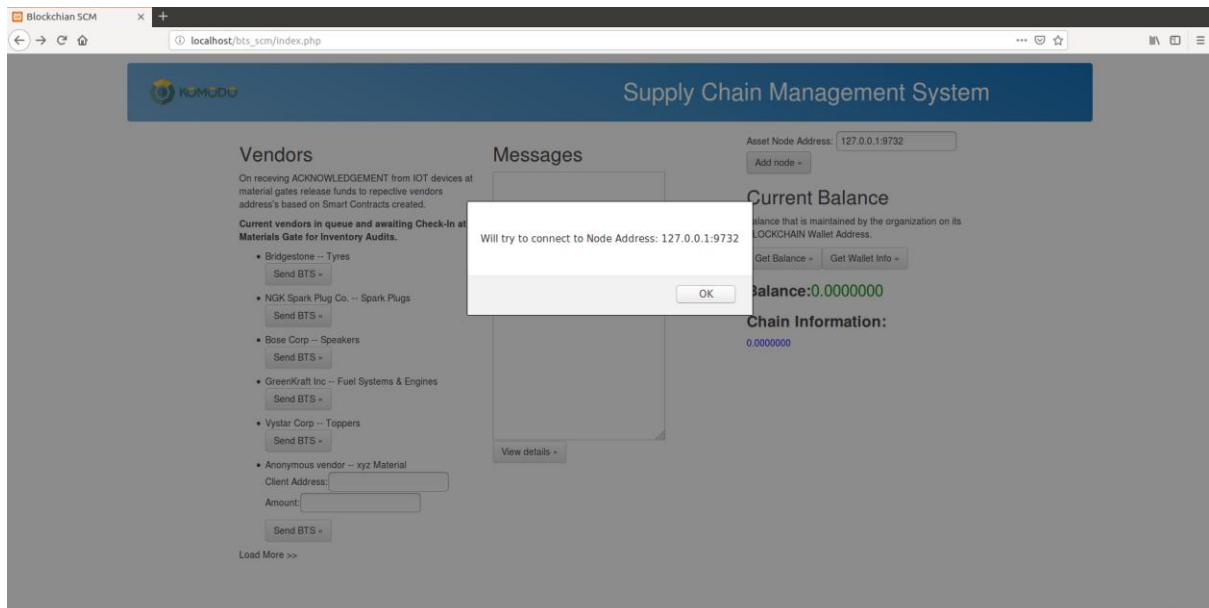 Blockchian SCM
localhost/bts_scm/index.php
KOMODO
Supply Chain Management System
Vendors
On receving ACKNOWLEDGEMENT from IOT devices at
material gates release funds to repective vendors
address's based on Smart Contracts created.
Current vendors in queue and awaiting Check-In at
Materials Gate for Inventory Audits.
Bridgestone -- Tyres
Send BTS »
NGK Spark Plug Co. -- Spark Plugs
Send BTS »
Bose Corp -- Speakers
Send BTS »
GreenKraft Inc -- Fuel Systems & Engines
Send BTS »
Vystar Corp -- Toppers
Send BTS »
Anonymous vendor -- xyz Material
Client Address:
Amount:
Send BTS »
Load More >>
Messages
View details »
Will try to connect to Node Address: 127.0.0.1:9732
OK
Asset Node Address: 127.0.0.1:9732
Add node »
Current Balance
alance that is maintained by the organization on its
LOCKCHAIN Wallet Address.
Get Balance » Get Wallet Info »
Balance:0.0000000
Chain Information:
0.0000000